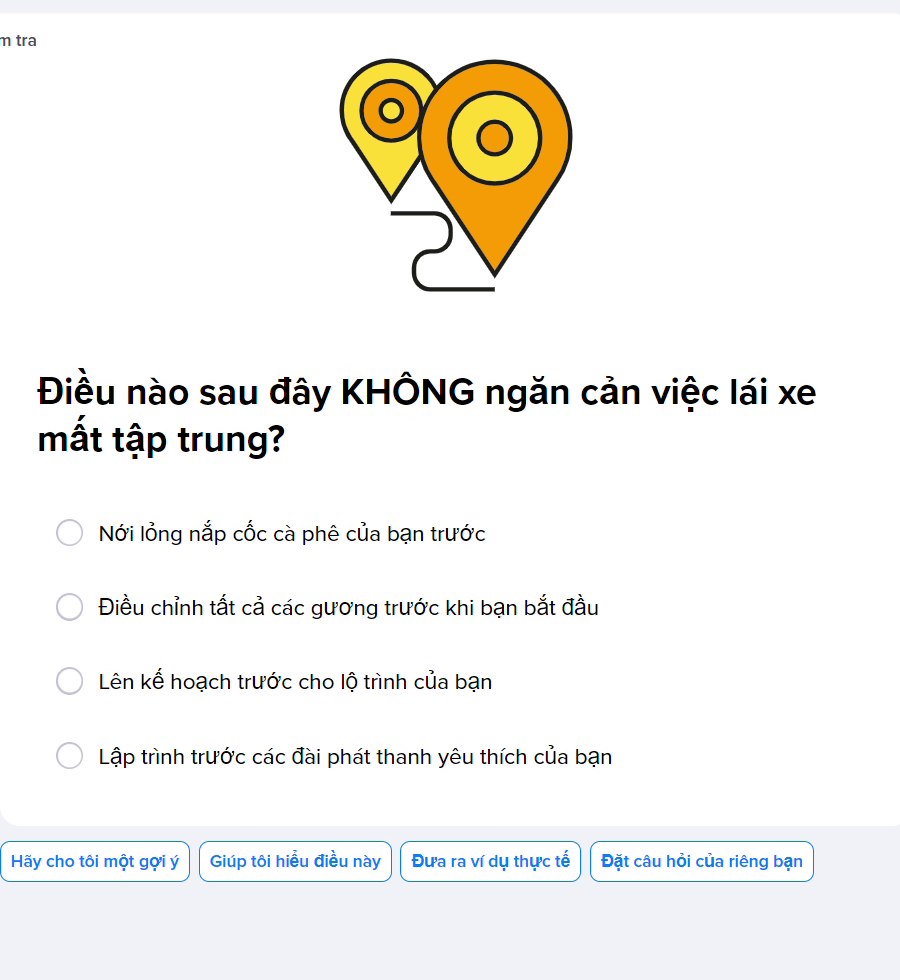 m tra
Điều nào sau đây KHÔNG ngăn cản việc lái xe
mất tập trung?
Nới lỏng nắp cốc cà phê của bạn trước
Điều chỉnh tất cả các gương trước khi bạn bắt đầu
Lên kế hoạch trước cho lộ trình của bạn
Lập trình trước các đài phát thanh yêu thích của bạn
Hãy cho tôi một gợi ý
Giúp tôi hiểu điều này
Đưa ra ví dụ thực tế
Đặt câu hỏi của riêng bạn